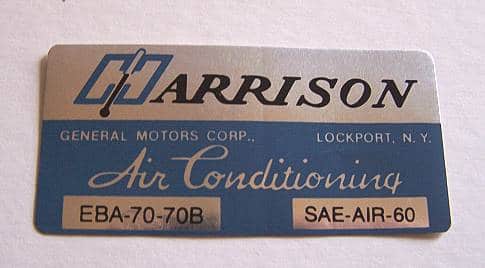 HARRISON
GENERAL MOTORS CORP., LOCKPORT, N.Y.
Air Conditioning
EBA-70-70B SAE-AIR-60